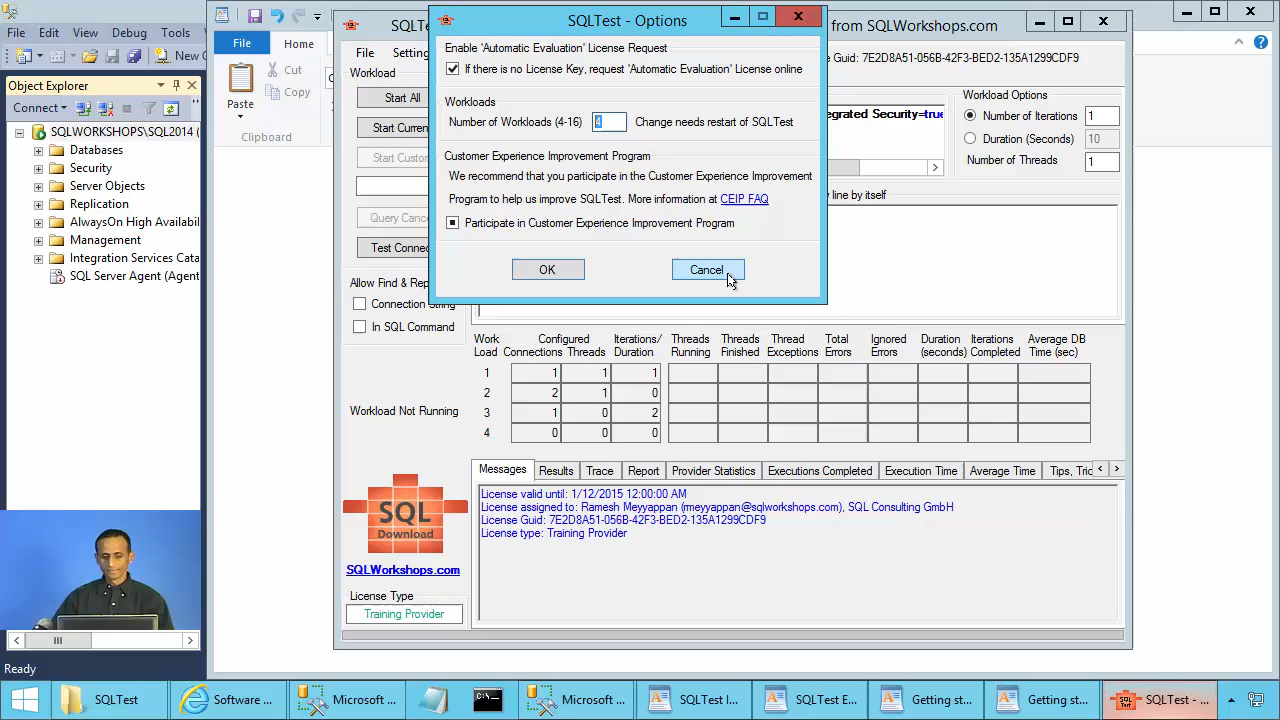 SQLTest - Options
SQLT
from SQLWorkshops.com
File Edit View Debug Tools
File Home
New
Object Explorer
Connect
SQLWORKSHOPS\SQL2014 (
Databases
Security
Server Objects
Replication
AlwaysOn High Availability
Management
Integration Services Cata
SQL Server Agent (Agent
Ready
Paste
Cut
Copy
Clipboard
File Setting
Workload
Start All
Start Curren
Start Custom
Query Cance
Test Connec
Allow Find & Rep
Connection String
In SQL Command
Workload Not Running
SQL
Download
SQLWorkshops.com
License Type
Training Provider
Enable 'Automatic Evaluation' License Request
If there is no License Key, request 'Automatic Evaluation' License online
Workloads
Number of Workloads (4-16) 4 Change needs restart of SQLTest
Customer Experience Improvement Program
We recommend that you participate in the Customer Experience Improvement
Program to help us improve SQLTest. More information at CEIP FAQ
Participate in Customer Experience Improvement Program
OK Cancel
Guid: 7E2D8A51-056B-42F3-BED2-135A1299CDF9
egrated Security=true
Workload Options
Number of Iterations 1
Duration (Seconds) 10
Number of Threads 1
line by itself
Work Load Configured Connections Threads Iterations/ Duration Threads Running Threads Finished Thread Exceptions Total Errors Ignored Errors Duration (seconds) Iterations Completed Average DB Time (sec)
1 1 1 1
2 2 1 0
3 1 0 2
4 0 0 0
Messages Results Trace Report Provider Statistics Executions Completed Execution Time Average Time Tips, Tric
License valid until: 1/12/2015 12:00:00 AM
License assigned to: Ramesh Meyyappan (meyyappan@sqlworkshops.com), SQL Consulting GmbH
License Guid: 7E2D8A51-056B-42F3-BED2-135A1299CDF9
License type: Training Provider
SQLTest Software ... Microsoft ... Microsoft ... SQLTest I... SQLTest E... Getting st... Getting st... SQLTest - ...